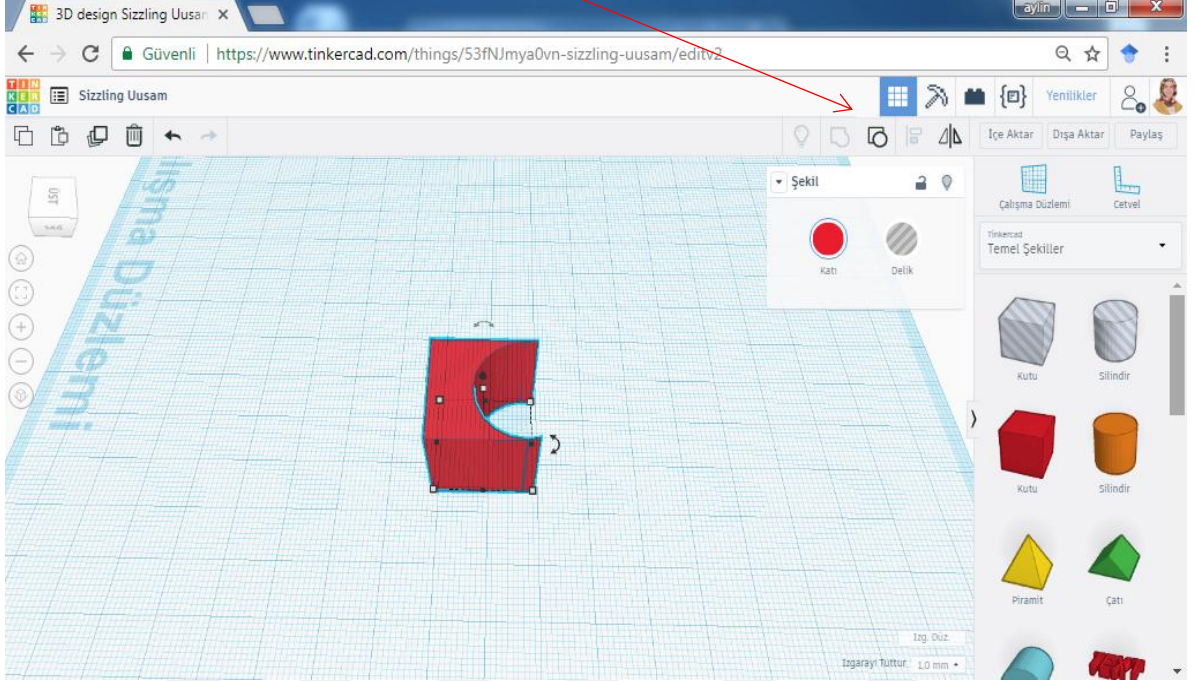 3D design Sizzling Uusan
aylin
Güvenli | https://www.tinkercad.com/things/53fNJmya0vn-sizzling-uusam/editv2
TIN
KER
CAD
Sizzling Uusam
Yenilikler
İçe Aktar
Dışa Aktar
Paylaş
ÜST
Çalışma Düzlemi
Şekil
Katı
Delik
Çalışma Düzlemi
Cetvel
Tinkercad
Temel Şekiller
Kutu
Silindir
Kutu
Silindir
Piramit
Çatı
TEXT
Izg. Düz.
Izgarayı Tuttur
1,0 mm